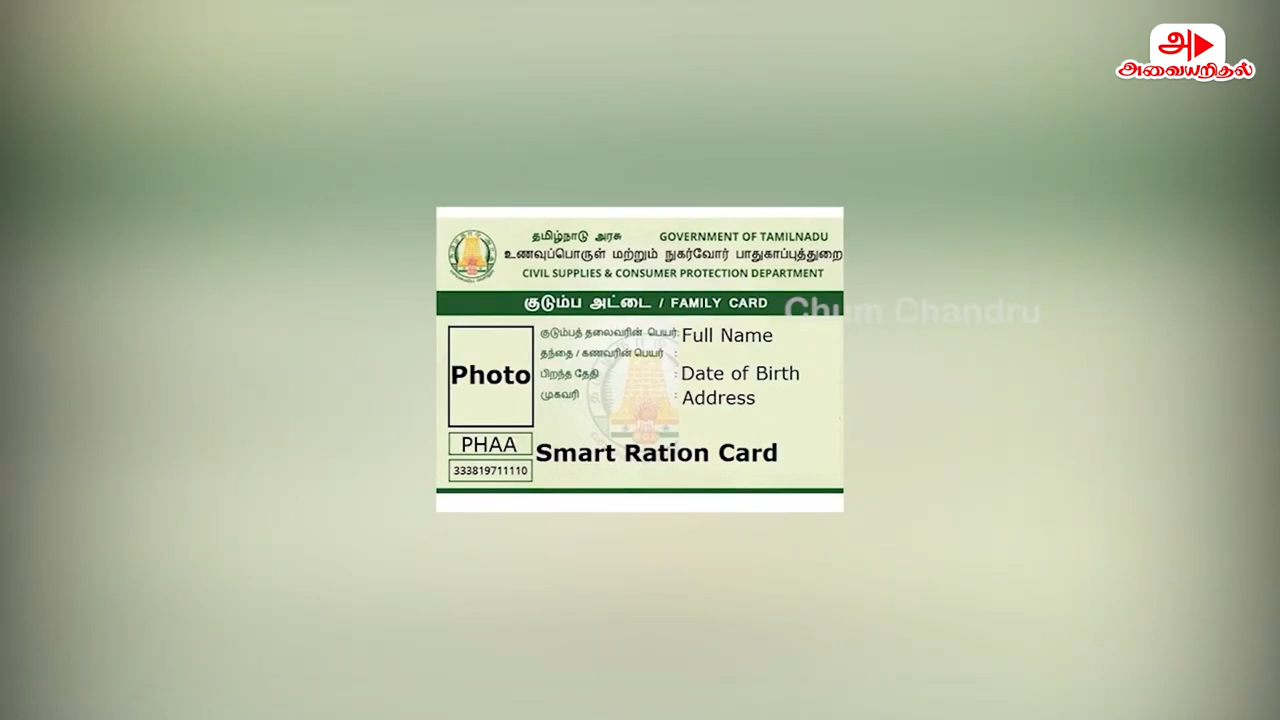 அ
அவையறிதல்
தமிழ்நாடு அரசு GOVERNMENT OF TAMILNADU
உணவுப்பொருள் மற்றும் நுகர்வோர் பாதுகாப்புத்துறை
CIVIL SUPPLIES & CONSUMER PROTECTION DEPARTMENT
குடும்ப அட்டை / FAMILY CARD
Chum Chandru
குடும்பத் தலைவரின் பெயர்: Full Name
தந்தை / கணவரின் பெயர் :
பிறந்த தேதி : Date of Birth
முகவரி : Address
Photo
PHAA
Smart Ration Card
333819711110